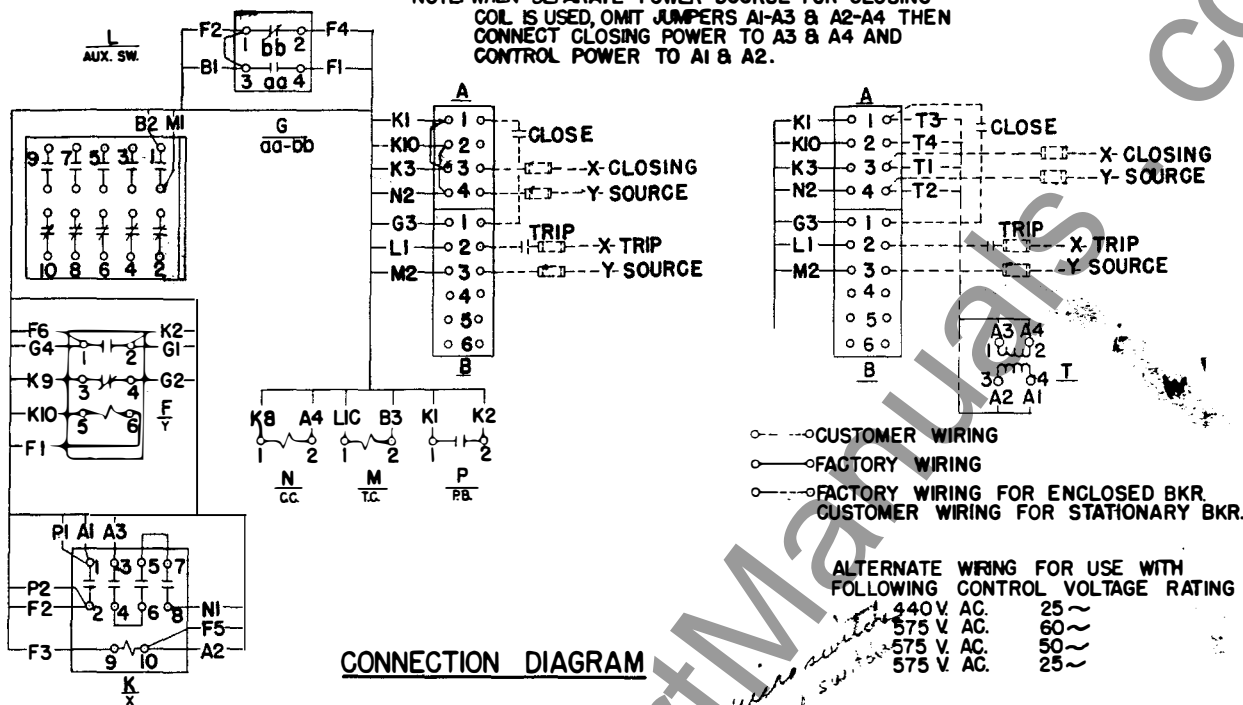 NOTE: WHEN SEPARATE POWER SOURCE FOR CLOSING
COIL IS USED, OMIT JUMPERS A1-A3 & A2-A4 THEN
CONNECT CLOSING POWER TO A3 & A4 AND
CONTROL POWER TO A1 & A2.
L
AUX. SW.
F2 1 bb 2 F4
B1 3 aa 4 F1
G
aa-bb
B2 M1
9 7 5 3 1
10 8 6 4 2
F6 K2
G4 1 2 G1
K9 3 4 G2
K10 5 6
F1
F
Y
P1 A1 A3
1 3 5 7
P2
F2 2 4 6 8 N1
F5
F3 9 10 A2
K
X
A
K1 1
CLOSE
K10 2
K3 3 X-CLOSING
N2 4 Y-SOURCE
G3 1
TRIP
L1 2 X-TRIP
M2 3 Y-SOURCE
4
5
6
B
K8 A4 L1C B3 K1 K2
1 2 1 2 1 2
N M P
C.C. T.C. P.B.
A
K1 1 T3
CLOSE
K10 2 T4
K3 3 T1 X-CLOSING
N2 4 T2 Y-SOURCE
G3 1
TRIP
L1 2 X-TRIP
M2 3 Y-SOURCE
4
5
6
B
A3 A4
1 2
3 4 T
A2 A1
CUSTOMER WIRING
FACTORY WIRING
FACTORY WIRING FOR ENCLOSED BKR.
CUSTOMER WIRING FOR STATIONARY BKR.
ALTERNATE WIRING FOR USE WITH
FOLLOWING CONTROL VOLTAGE RATING
440 V. AC. 25~
575 V. AC. 60~
575 V. AC. 50~
575 V. AC. 25~
CONNECTION DIAGRAM